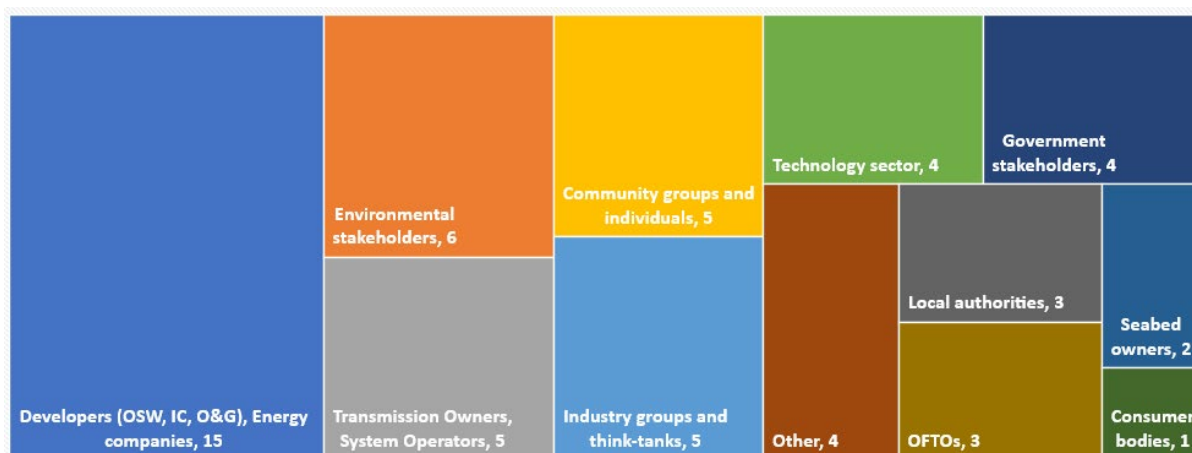 Developers (OSW, IC, O&G), Energy
companies, 15
Environmental
stakeholders, 6
Transmission Owners,
System Operators, 5
Community groups and
individuals, 5
Industry groups and
think-tanks, 5
Technology sector, 4
Government
stakeholders, 4
Other, 4
Local authorities, 3
OFTOs, 3
Seabed
owners, 2
Consumer
bodies, 1